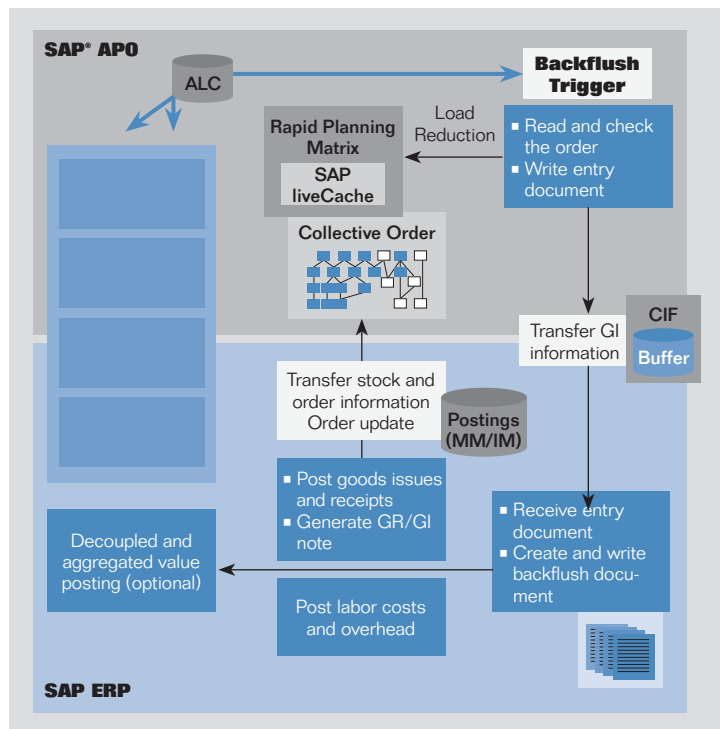 SAP® APO
ALC
Backflush
Trigger
Load
Reduction
Rapid Planning
Matrix
SAP
liveCache
▪ Read and check
the order
▪ Write entry
document
Collective Order
Transfer GI
information
CIF
Buffer
Transfer stock and
order information
Order update
Postings
(MM/IM)
▪ Post goods issues
and receipts
▪ Generate GR/GI
note
▪ Receive entry
document
▪ Create and write
backflush docu-
ment
Decoupled and
aggregated value
posting (optional)
Post labor costs
and overhead
SAP ERP